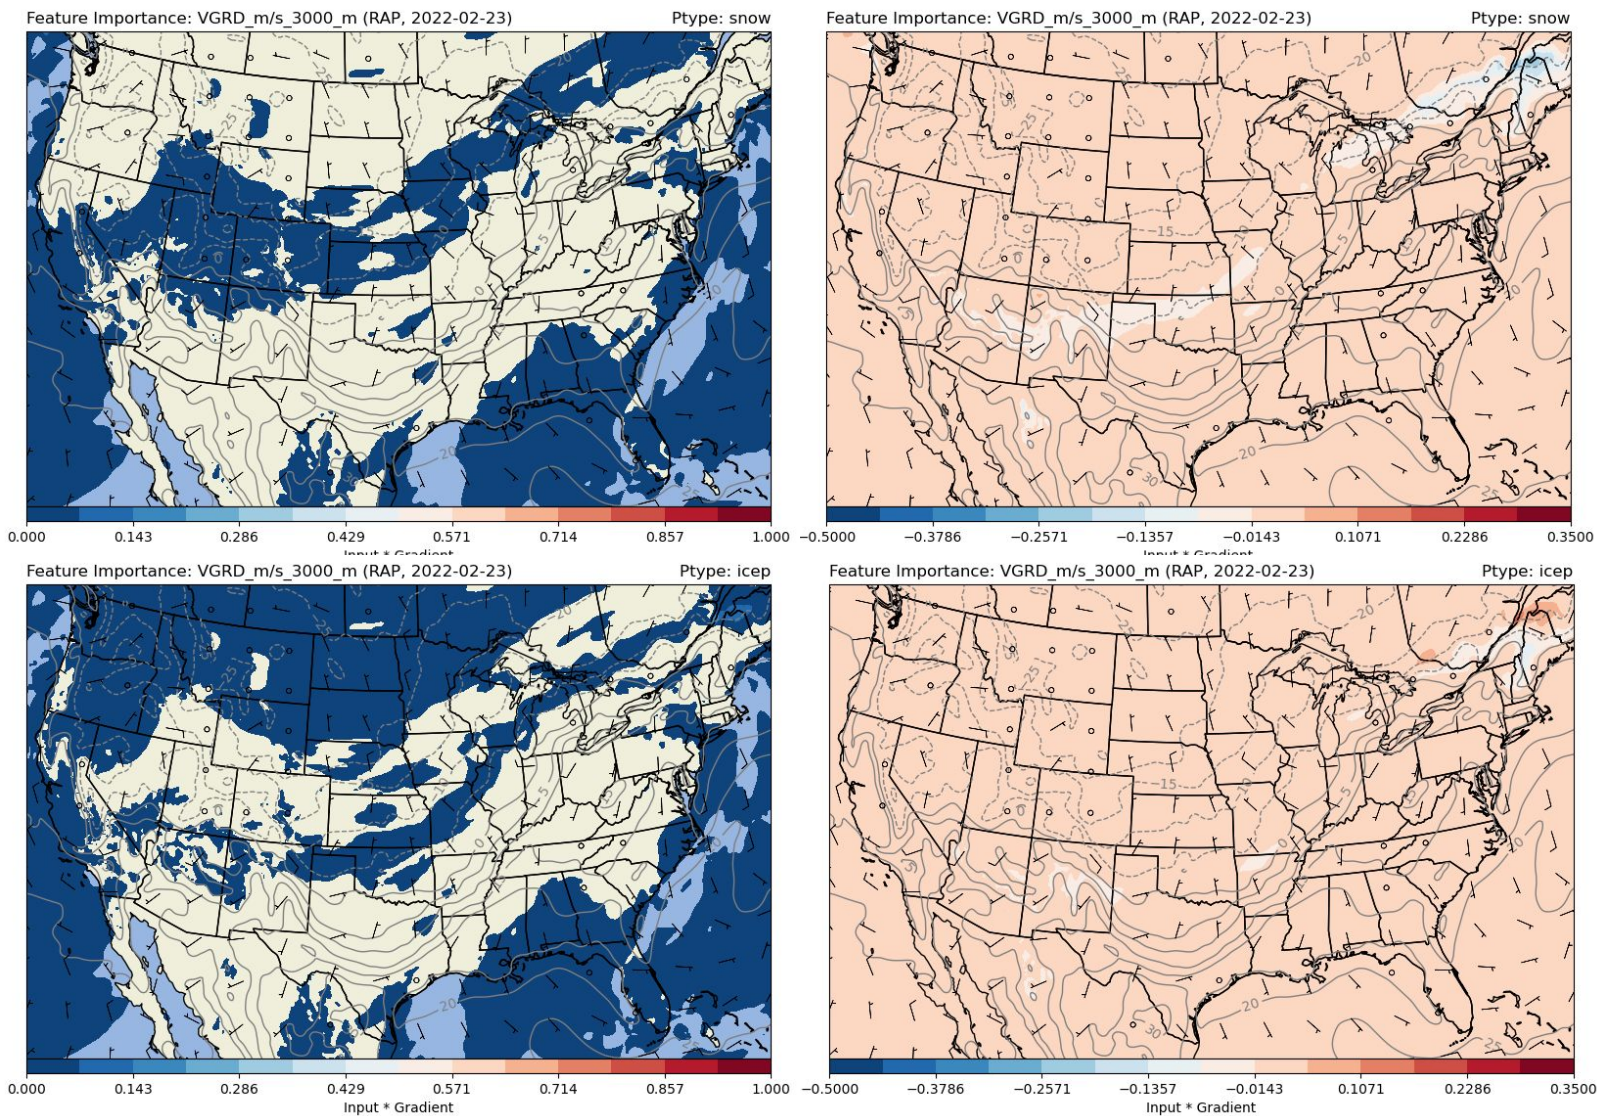 Feature Importance: VGRD_m/s_3000_m (RAP, 2022-02-23) Ptype: snow
Feature Importance: VGRD_m/s_3000_m (RAP, 2022-02-23) Ptype: snow
0.000 0.143 0.286 0.429 0.571 0.714 0.857 1.000
−0.5000 −0.3786 −0.2571 −0.1357 −0.0143 0.1071 0.2286 0.3500
Input * Gradient
Input * Gradient
Feature Importance: VGRD_m/s_3000_m (RAP, 2022-02-23) Ptype: icep
Feature Importance: VGRD_m/s_3000_m (RAP, 2022-02-23) Ptype: icep
0.000 0.143 0.286 0.429 0.571 0.714 0.857 1.000
−0.5000 −0.3786 −0.2571 −0.1357 −0.0143 0.1071 0.2286 0.3500
Input * Gradient
Input * Gradient